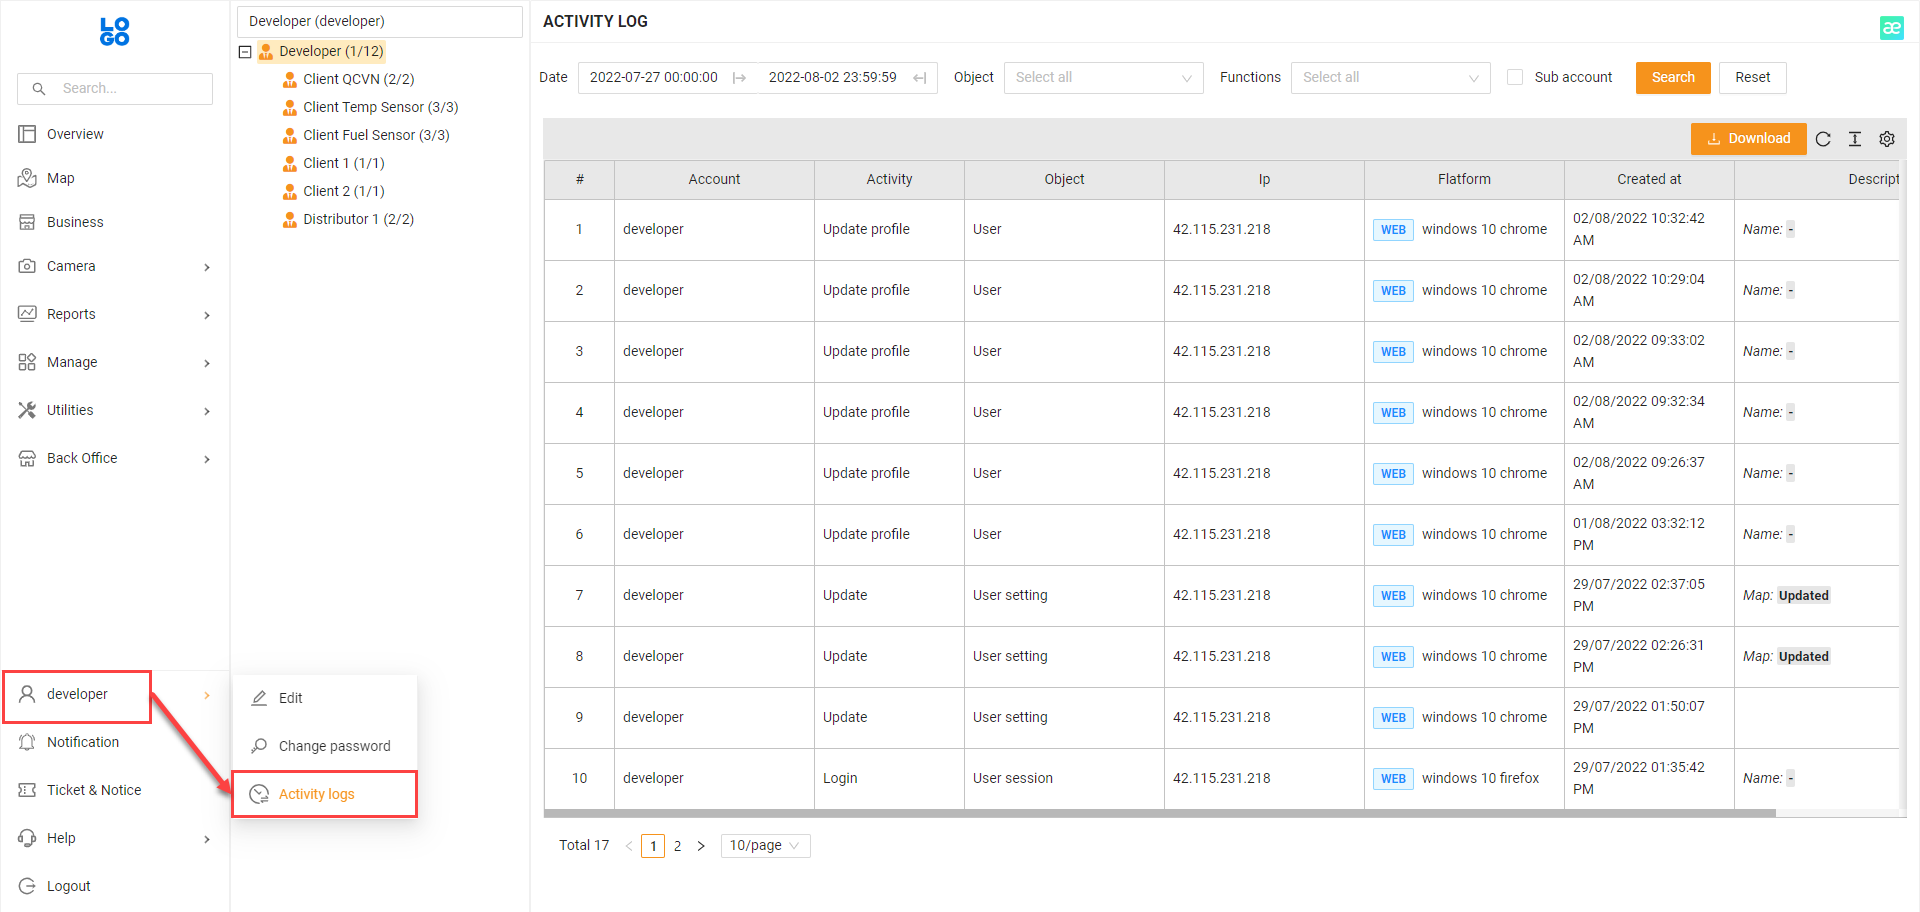 LO
GO
Search...
Overview
Map
Business
Camera
Reports
Manage
Utilities
Back Office
developer
Notification
Ticket & Notice
Help
Logout
Edit
Change password
Activity logs
Developer (developer)
Developer (1/12)
Client QCVN (2/2)
Client Temp Sensor (3/3)
Client Fuel Sensor (3/3)
Client 1 (1/1)
Client 2 (1/1)
Distributor 1 (2/2)
ACTIVITY LOG
æ
Date 2022-07-27 00:00:00 2022-08-02 23:59:59 Object Select all Functions Select all Sub account Search Reset
Download
# Account Activity Object Ip Flatform Created at Descript
1 developer Update profile User 42.115.231.218 WEB windows 10 chrome 02/08/2022 10:32:42 AM Name: -
2 developer Update profile User 42.115.231.218 WEB windows 10 chrome 02/08/2022 10:29:04 AM Name: -
3 developer Update profile User 42.115.231.218 WEB windows 10 chrome 02/08/2022 09:33:02 AM Name: -
4 developer Update profile User 42.115.231.218 WEB windows 10 chrome 02/08/2022 09:32:34 AM Name: -
5 developer Update profile User 42.115.231.218 WEB windows 10 chrome 02/08/2022 09:26:37 AM Name: -
6 developer Update profile User 42.115.231.218 WEB windows 10 chrome 01/08/2022 03:32:12 PM Name: -
7 developer Update User setting 42.115.231.218 WEB windows 10 chrome 29/07/2022 02:37:05 PM Map: Updated
8 developer Update User setting 42.115.231.218 WEB windows 10 chrome 29/07/2022 02:26:31 PM Map: Updated
9 developer Update User setting 42.115.231.218 WEB windows 10 chrome 29/07/2022 01:50:07 PM
10 developer Login User session 42.115.231.218 WEB windows 10 firefox 29/07/2022 01:35:42 PM Name: -
Total 17 < 1 2 > 10/page